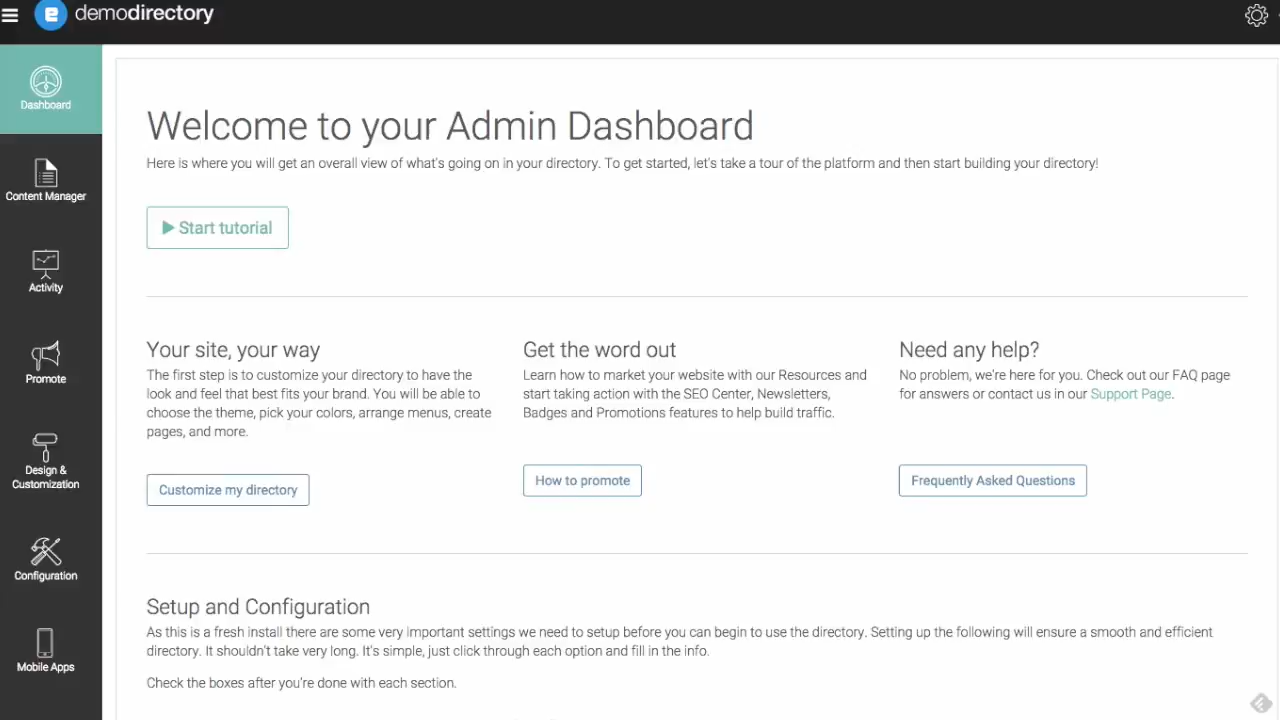 demodirectory
Dashboard
Content Manager
Activity
Promote
Design &
Customization
Configuration
Mobile Apps
Welcome to your Admin Dashboard
Here is where you will get an overall view of what's going on in your directory. To get started, let's take a tour of the platform and then start building your directory!
Start tutorial
Your site, your way
The first step is to customize your directory to have the
look and feel that best fits your brand. You will be able to
choose the theme, pick your colors, arrange menus, create
pages, and more.
Customize my directory
Get the word out
Learn how to market your website with our Resources and
start taking action with the SEO Center, Newsletters,
Badges and Promotions features to help build traffic.
How to promote
Need any help?
No problem, we're here for you. Check out our FAQ page
for answers or contact us in our Support Page.
Frequently Asked Questions
Setup and Configuration
As this is a fresh install there are some very important settings we need to setup before you can begin to use the directory. Setting up the following will ensure a smooth and efficient
directory. It shouldn't take very long. It's simple, just click through each option and fill in the info.
Check the boxes after you're done with each section.